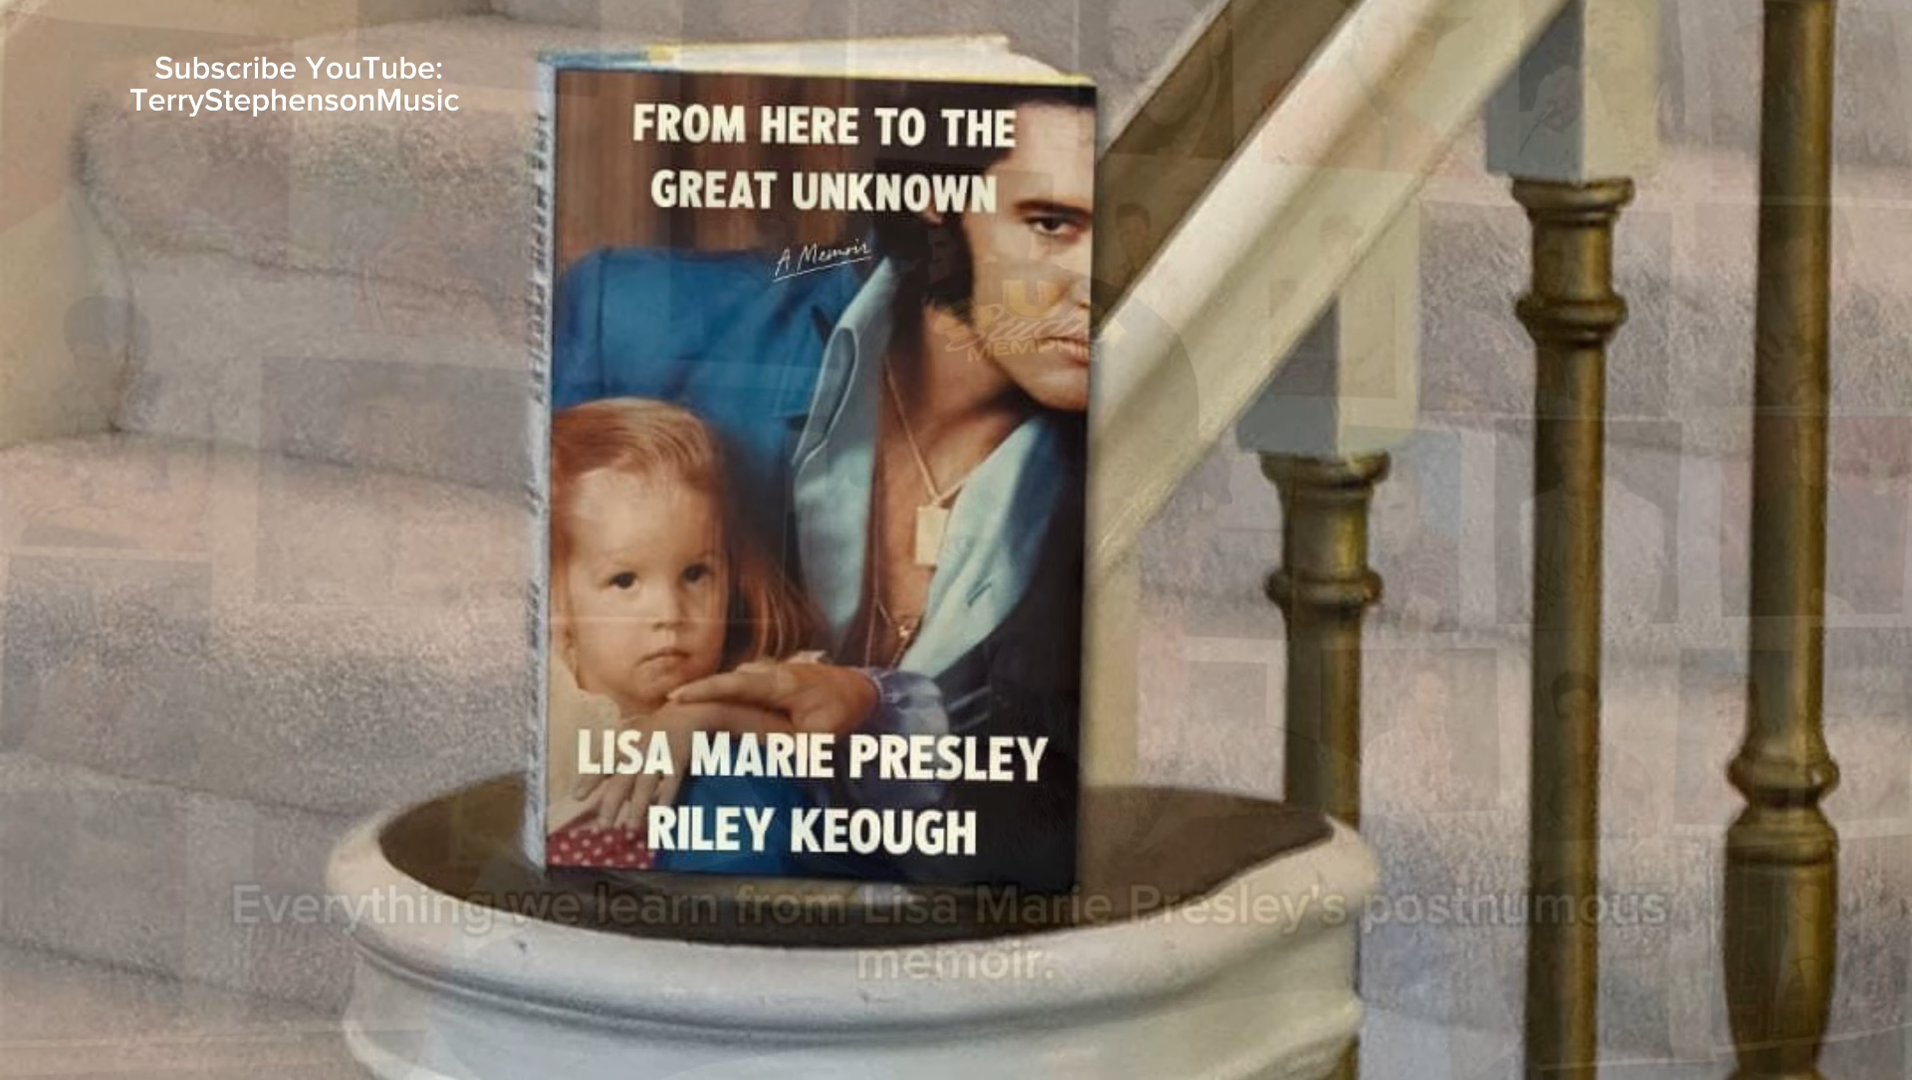 Subscribe YouTube:
TerryStephensonMusic
FROM HERE TO THE
GREAT UNKNOWN
A Memoir
MEMPHIS
LISA MARIE PRESLEY
RILEY KEOUGH
Everything we learn from Lisa Marie Presley's posthumous
memoir.